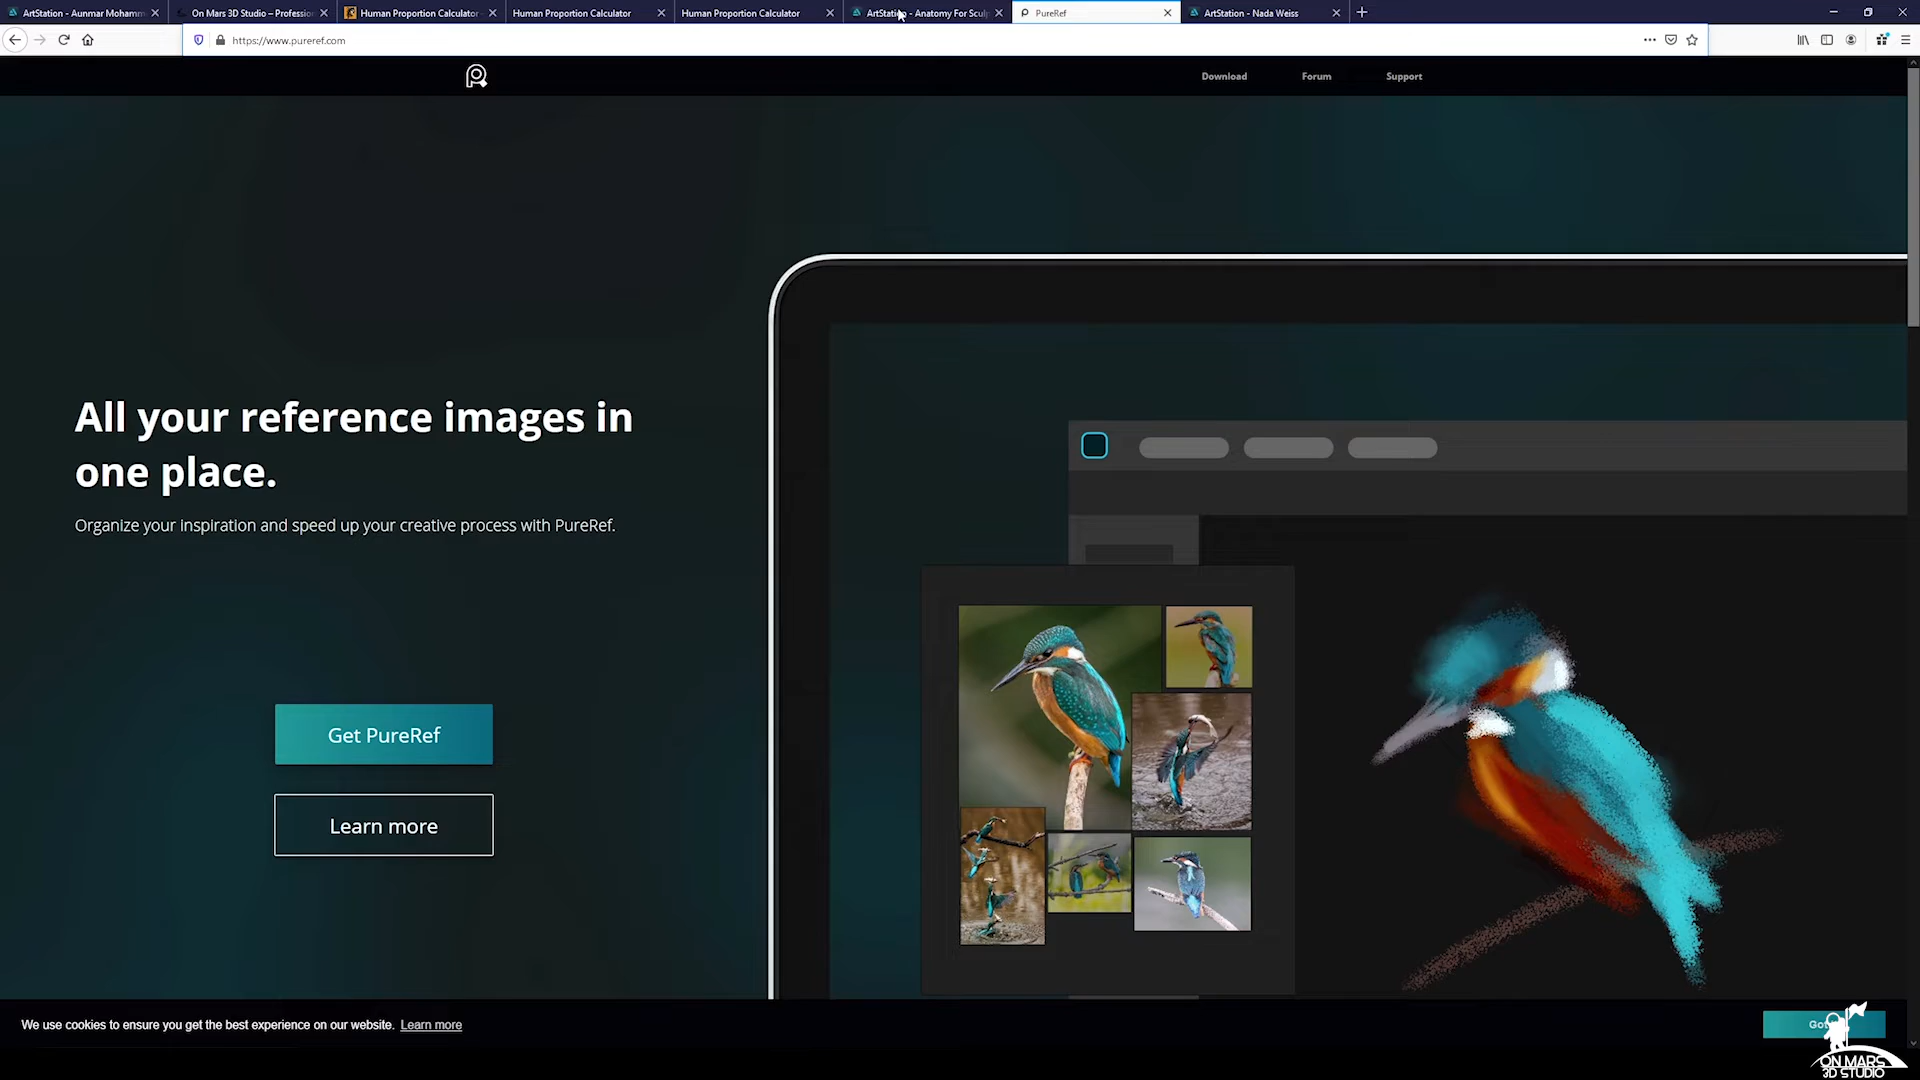 ArtStation - Aunmar Mohamm
On Mars 3D Studio – Profession
Human Proportion Calculator -
Human Proportion Calculator
Human Proportion Calculator
ArtStation - Anatomy For Sculp
PureRef
ArtStation - Nada Weiss
https://www.pureref.com
Download
Forum
Support
All your reference images in
one place.
Organize your inspiration and speed up your creative process with PureRef.
Get PureRef
Learn more
We use cookies to ensure you get the best experience on our website. Learn more
ON MARS
3D STUDIO